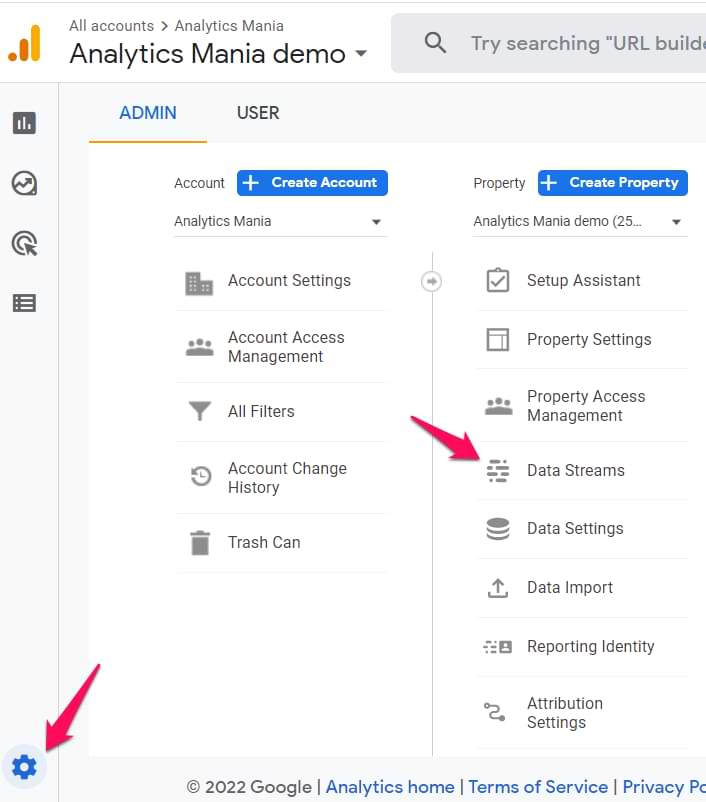 All accounts > Analytics Mania
Analytics Mania demo
Try searching "URL builde
ADMIN
USER
Account
Create Account
Analytics Mania
Account Settings
Account Access
Management
All Filters
Account Change
History
Trash Can
Property
Create Property
Analytics Mania demo (25...
Setup Assistant
Property Settings
Property Access
Management
Data Streams
Data Settings
Data Import
Reporting Identity
Attribution
Settings
© 2022 Google | Analytics home | Terms of Service | Privacy Po